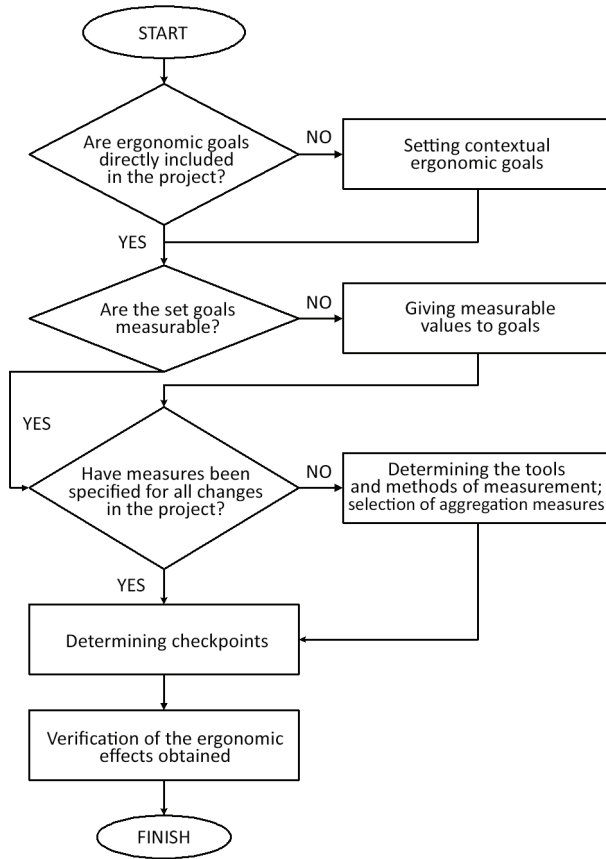 START
Are ergonomic goals
directly included
in the project?
NO
Setting contextual
ergonomic goals
YES
Are the set goals
measurable?
NO
Giving measurable
values to goals
YES
Have measures been
specified for all changes
in the project?
NO
Determining the tools
and methods of measurement;
selection of aggregation measures
YES
Determining checkpoints
Verification of the ergonomic
effects obtained
FINISH